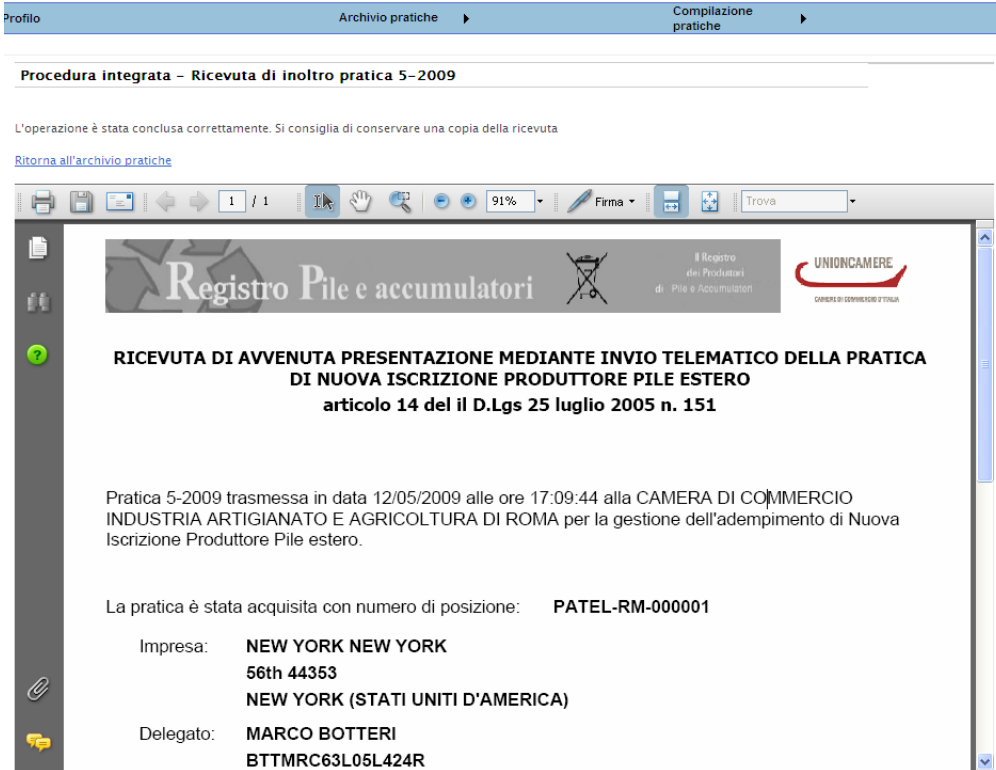 Profilo
Archivio pratiche
Compilazione
pratiche
Procedura integrata – Ricevuta di inoltro pratica 5-2009
L'operazione è stata conclusa correttamente. Si consiglia di conservare una copia della ricevuta
Ritorna all'archivio pratiche
1 / 1
91%
Firma
Trova
Registro Pile e accumulatori
Il Registro
dei Produttori
di Pile e Accumulatori
UNIONCAMERE
CAMERE DI COMMERCIO D'ITALIA
RICEVUTA DI AVVENUTA PRESENTAZIONE MEDIANTE INVIO TELEMATICO DELLA PRATICA
DI NUOVA ISCRIZIONE PRODUTTORE PILE ESTERO
articolo 14 del il D.Lgs 25 luglio 2005 n. 151
Pratica 5-2009 trasmessa in data 12/05/2009 alle ore 17:09:44 alla CAMERA DI COMMERCIO
INDUSTRIA ARTIGIANATO E AGRICOLTURA DI ROMA per la gestione dell'adempimento di Nuova
Iscrizione Produttore Pile estero.
La pratica è stata acquisita con numero di posizione: PATEL-RM-000001
Impresa: NEW YORK NEW YORK
56th 44353
NEW YORK (STATI UNITI D'AMERICA)
Delegato: MARCO BOTTERI
BTTMRC63L05L424R